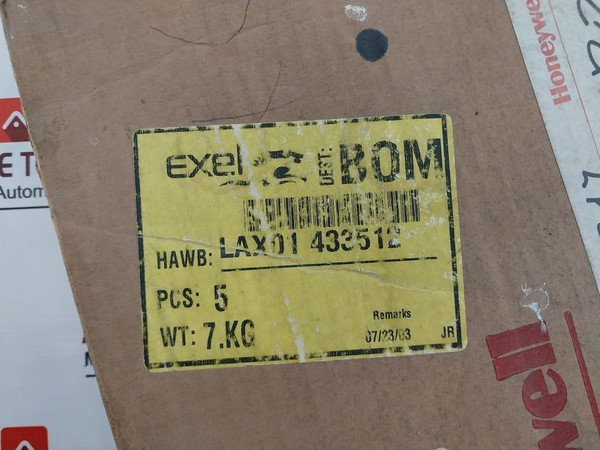 Honeywell
exel
DEST: BOM
HAWB: LAX01 433512
PCS: 5
WT: 7.KG
Remarks
07/23/03 JR
E TO
Autom
well